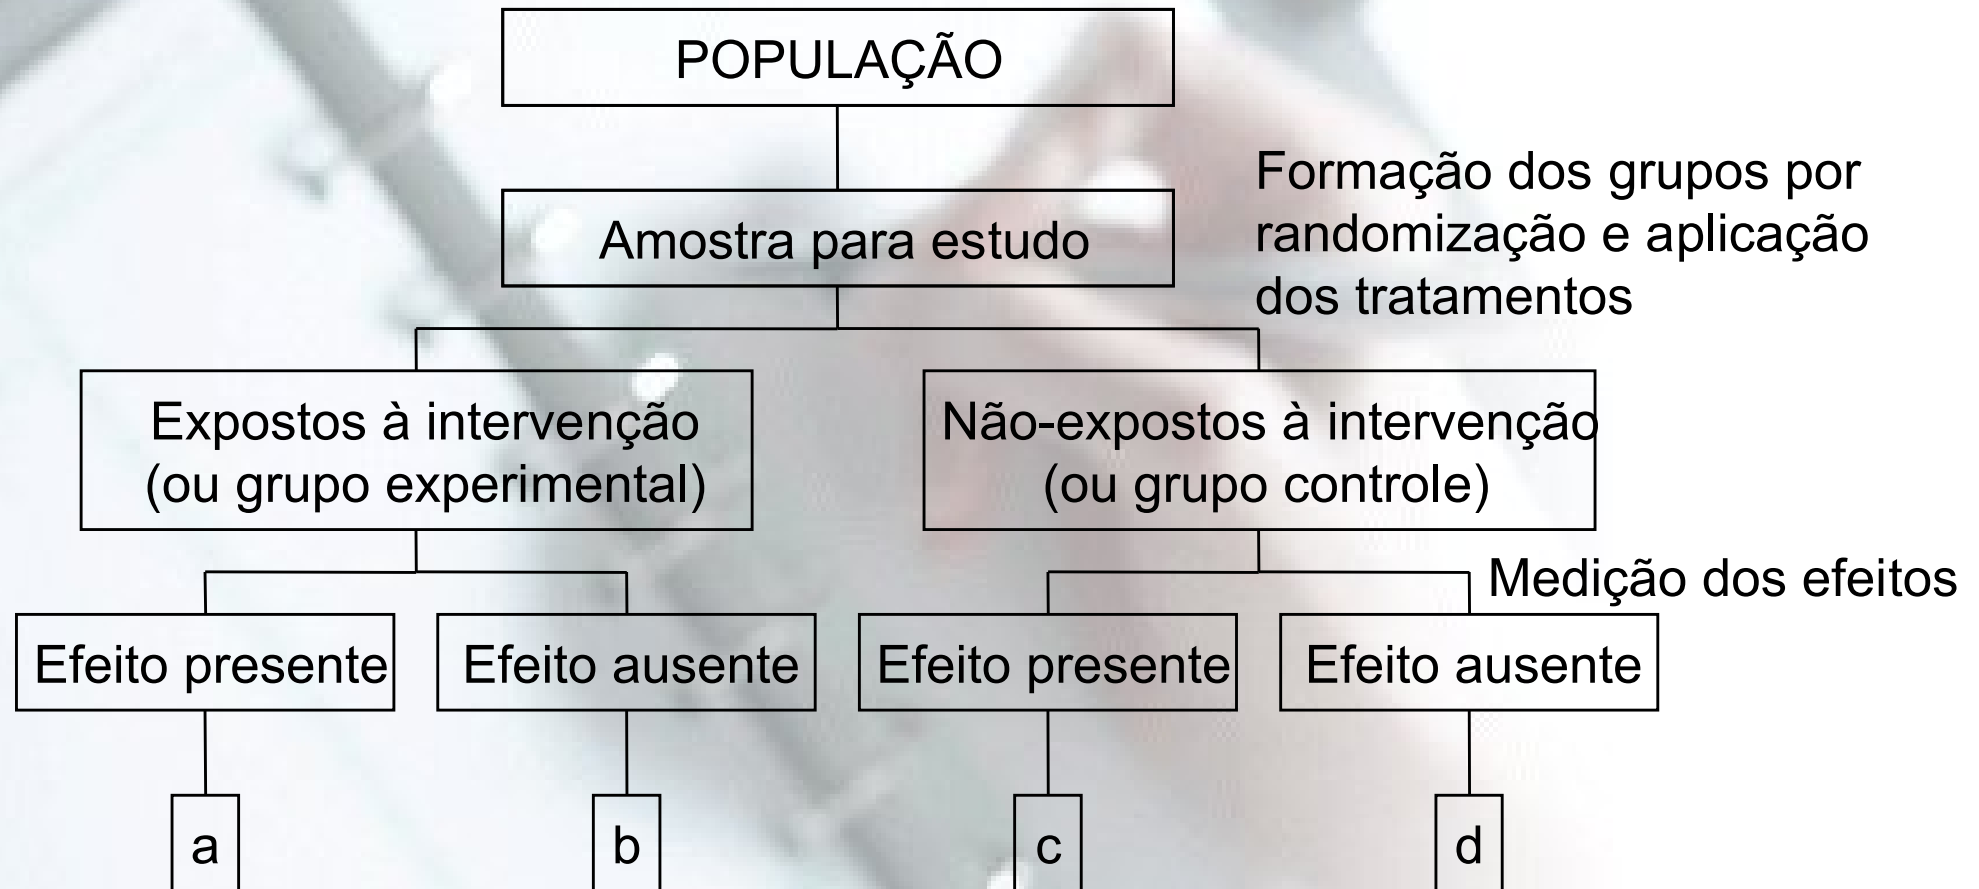 POPULAÇÃO
Amostra para estudo
Formação dos grupos por
randomização e aplicação
dos tratamentos
Expostos à intervenção
(ou grupo experimental)
Não-expostos à intervenção
(ou grupo controle)
Medição dos efeitos
Efeito presente
Efeito ausente
Efeito presente
Efeito ausente
a
b
c
d